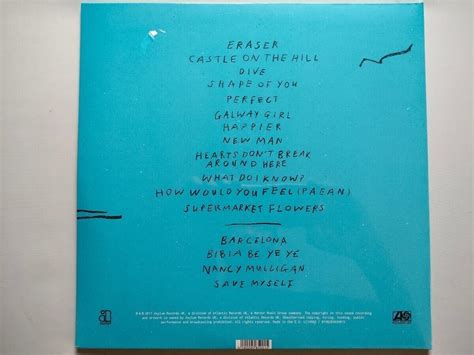 ERASER
CASTLE ON THE HILL
DIVE
SHAPE OF YOU
PERFECT
GALWAY GIRL
HAPPIER
NEW MAN
HEARTS DON'T BREAK
AROUND HERE
WHAT DO I KNOW?
HOW WOULD YOU FEEL (PAEAN)
SUPERMARKET FLOWERS
BARCELONA
BIBIA BE YE YE
NANCY MULLIGAN
SAVE MYSELF